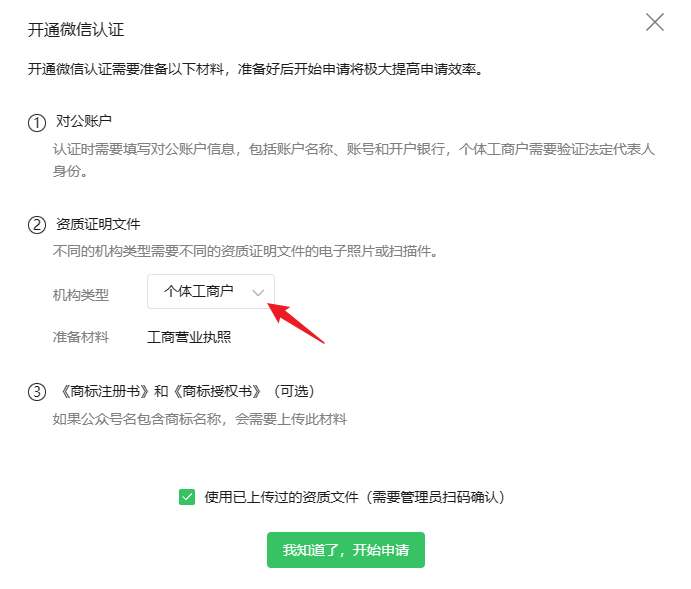 开通微信认证
开通微信认证需要准备以下材料，准备好后开始申请将极大提高申请效率。
① 对公账户
认证时需要填写对公账户信息，包括账户名称、账号和开户银行，个体工商户需要验证法定代表人
身份。
② 资质证明文件
不同的机构类型需要不同的资质证明文件的电子照片或扫描件。
机构类型 个体工商户
准备材料 工商营业执照
③ 《商标注册书》和《商标授权书》（可选）
如果公众号名包含商标名称，会需要上传此材料
使用已上传过的资质文件（需要管理员扫码确认）
我知道了，开始申请